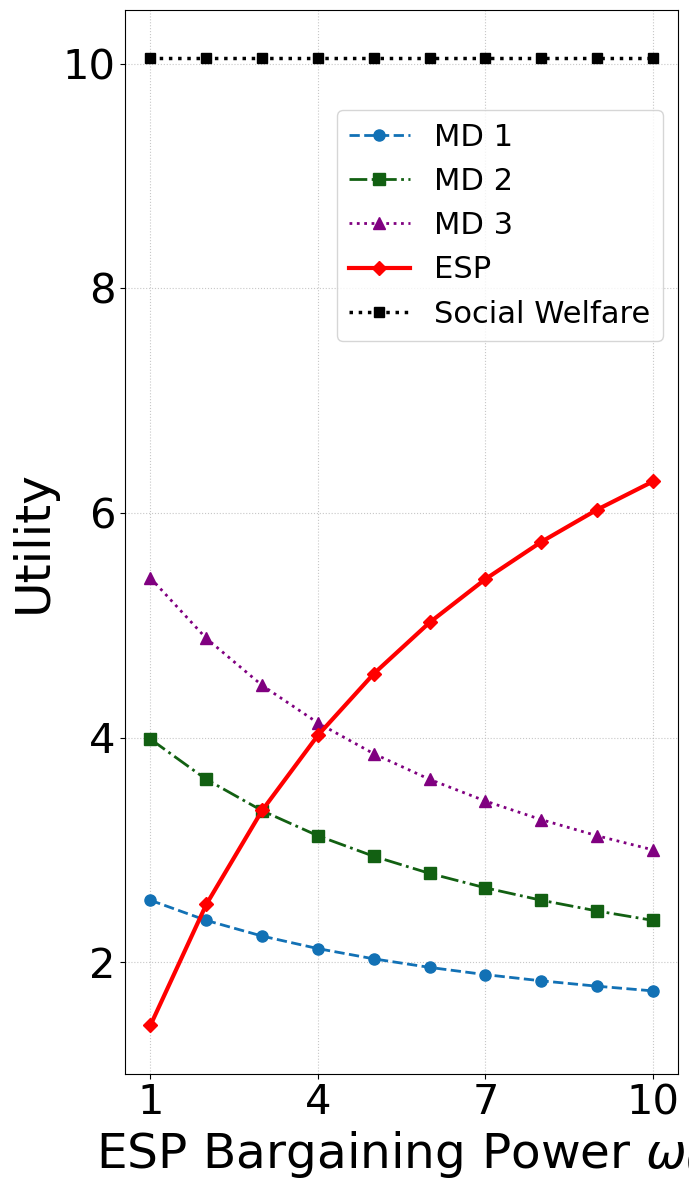 10
8
6
4
2
Utility
MD 1
MD 2
MD 3
ESP
Social Welfare
1 4 7 10
ESP Bargaining Power ω